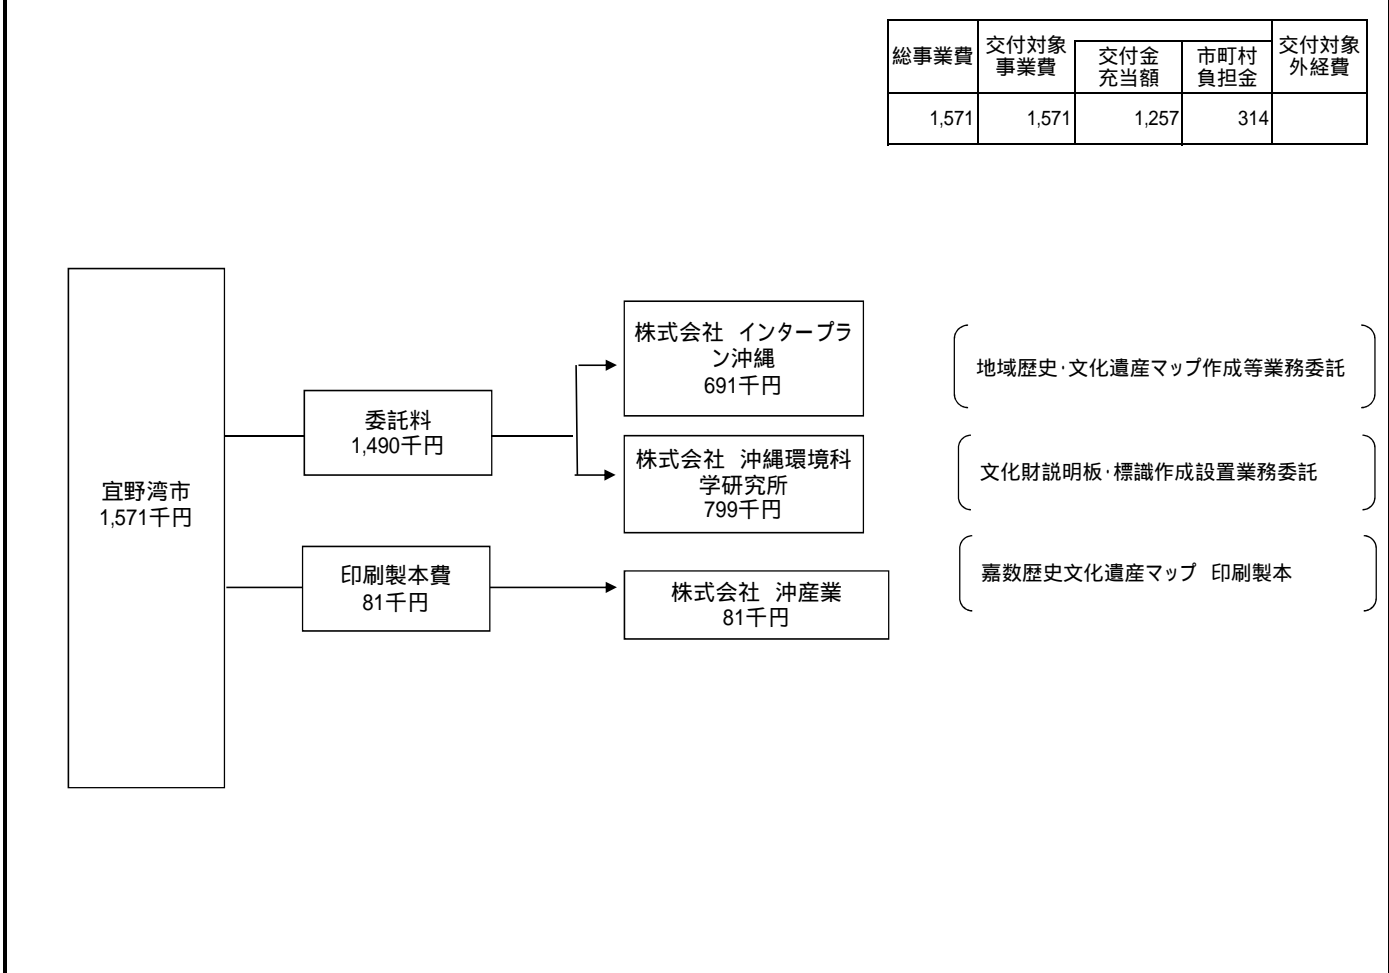 総事業費
交付対象
事業費
交付金
充当額
市町村
負担金
交付対象
外経費
1,571
1,571
1,257
314
宜野湾市
1,571千円
委託料
1,490千円
印刷製本費
81千円
株式会社　インタープラ
ン沖縄
691千円
株式会社　沖縄環境科
学研究所
799千円
株式会社　沖産業
81千円
地域歴史･文化遺産マップ作成等業務委託
文化財説明板･標識作成設置業務委託
嘉数歴史文化遺産マップ　印刷製本